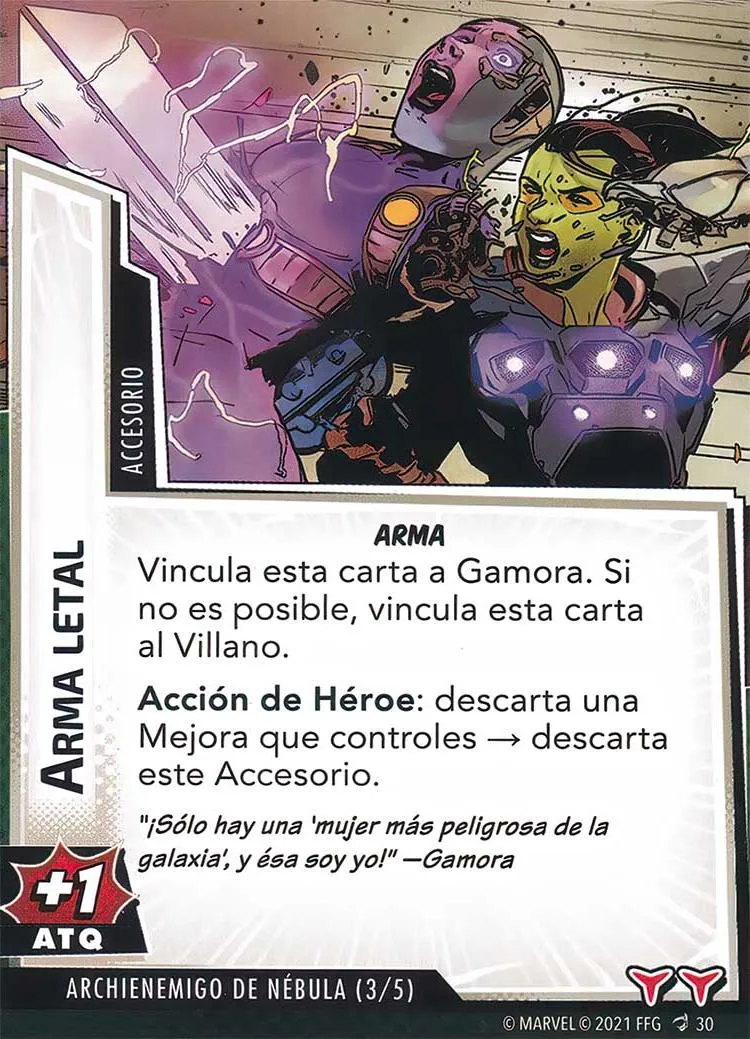 ACCESORIO
ARMA LETAL
ARMA
Vincula esta carta a Gamora. Si
no es posible, vincula esta carta
al Villano.
Acción de Héroe: descarta una
Mejora que controles → descarta
este Accesorio.
"¡Sólo hay una 'mujer más peligrosa de la
galaxia', y ésa soy yo!" —Gamora
+1
ATQ
ARCHIENEMIGO DE NÉBULA (3/5)
© MARVEL © 2021 FFG 30